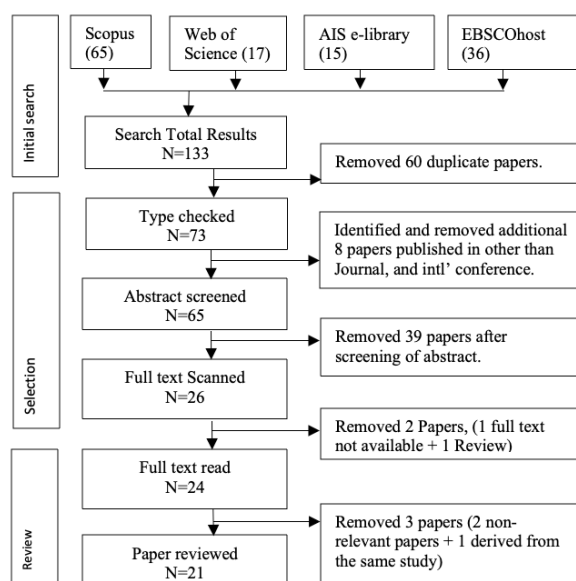 Scopus
(65)
Web of
Science (17)
AIS e-library
(15)
EBSCOhost
(36)
Initial search
Search Total Results
N=133
Removed 60 duplicate papers.
Selection
Type checked
N=73
Identified and removed additional
8 papers published in other than
Journal, and intl’ conference.
Abstract screened
N=65
Removed 39 papers after
screening of abstract.
Full text Scanned
N=26
Removed 2 Papers, (1 full text
not available + 1 Review)
Review
Full text read
N=24
Removed 3 papers (2 non-
relevant papers + 1 derived from
the same study)
Paper reviewed
N=21